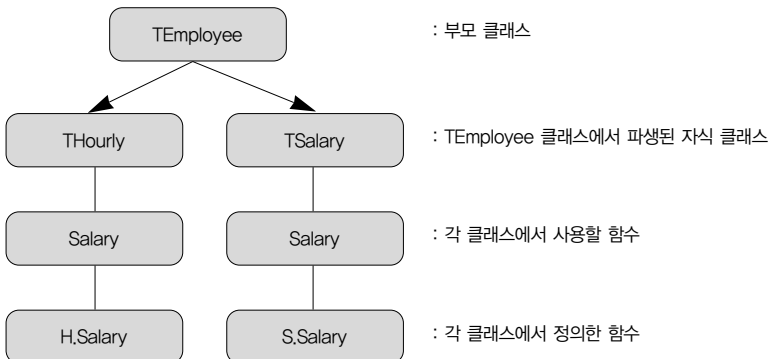 TEmployee : 부모 클래스
THourly TSalary : TEmployee 클래스에서 파생된 자식 클래스
Salary Salary : 각 클래스에서 사용할 함수
H.Salary S.Salary : 각 클래스에서 정의한 함수